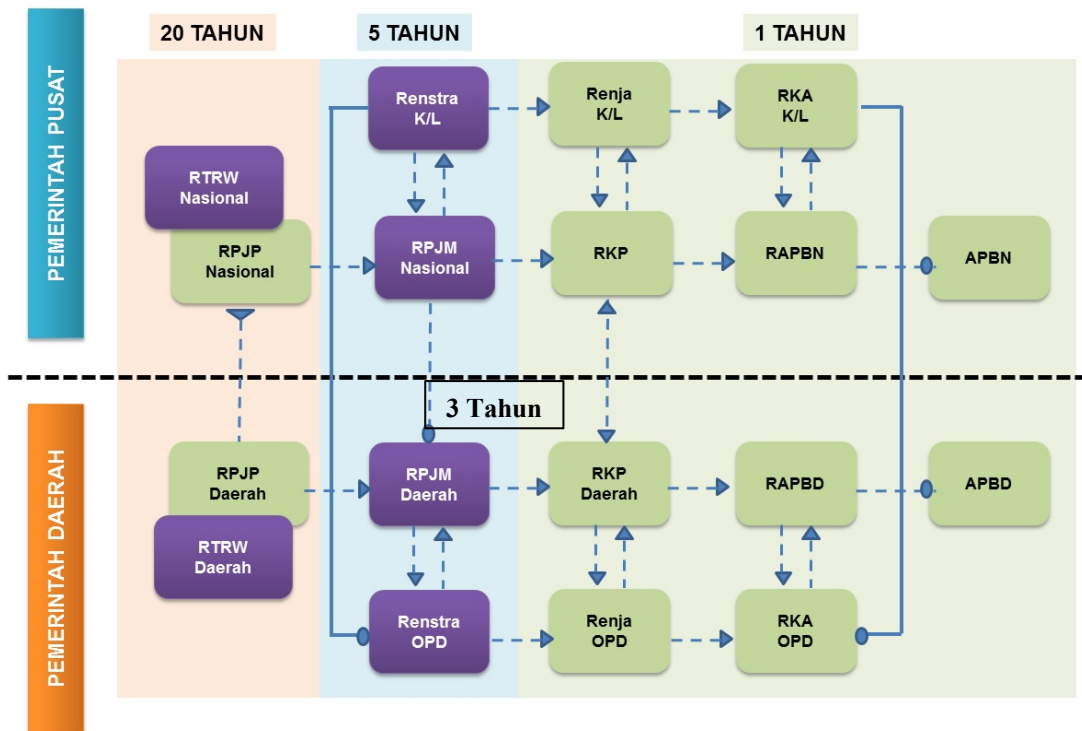 20 TAHUN
5 TAHUN
1 TAHUN
PEMERINTAH PUSAT
Renstra
K/L
Renja
K/L
RKA
K/L
RTRW
Nasional
RPJP
Nasional
RPJM
Nasional
RKP
RAPBN
APBN
3 Tahun
PEMERINTAH DAERAH
RPJP
Daerah
RPJM
Daerah
RKP
Daerah
RAPBD
APBD
RTRW
Daerah
Renstra
OPD
Renja
OPD
RKA
OPD